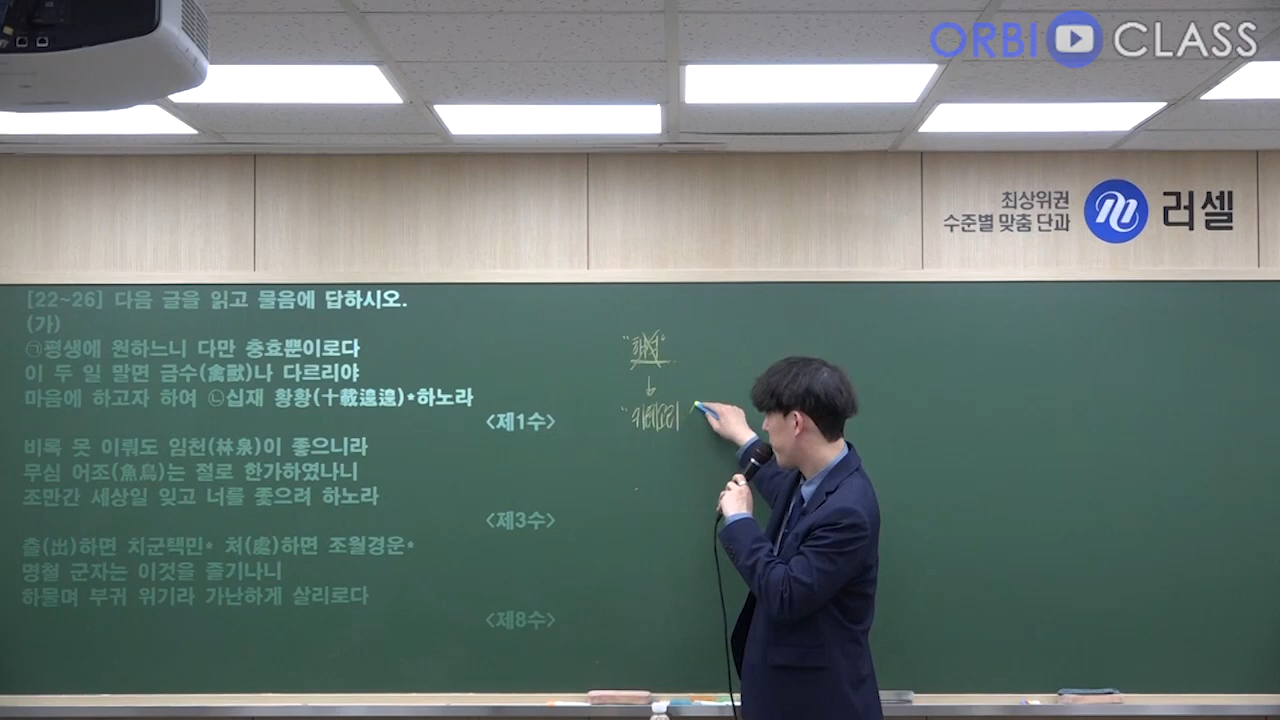 ORBI CLASS
최상위권
수준별 맞춤 단과
러셀
[22~26] 다음 글을 읽고 물음에 답하시오.
(가)
㉠평생에 원하느니 다만 충효뿐이로다
이 두 일 말면 금수(禽獸)나 다르리야
마음에 하고자 하여 ㉡십재 황황(十載遑遑)*하노라
<제1수>
비록 못 이뤄도 임천(林泉)이 좋으니라
무심 어조(魚鳥)는 절로 한가하였나니
조만간 세상일 잊고 너를 좇으려 하노라
<제3수>
출(出)하면 치군택민* 처(處)하면 조월경운*
명철 군자는 이것을 즐기나니
하물며 부귀 위기라 가난하게 살리로다
<제8수>
"카테고리